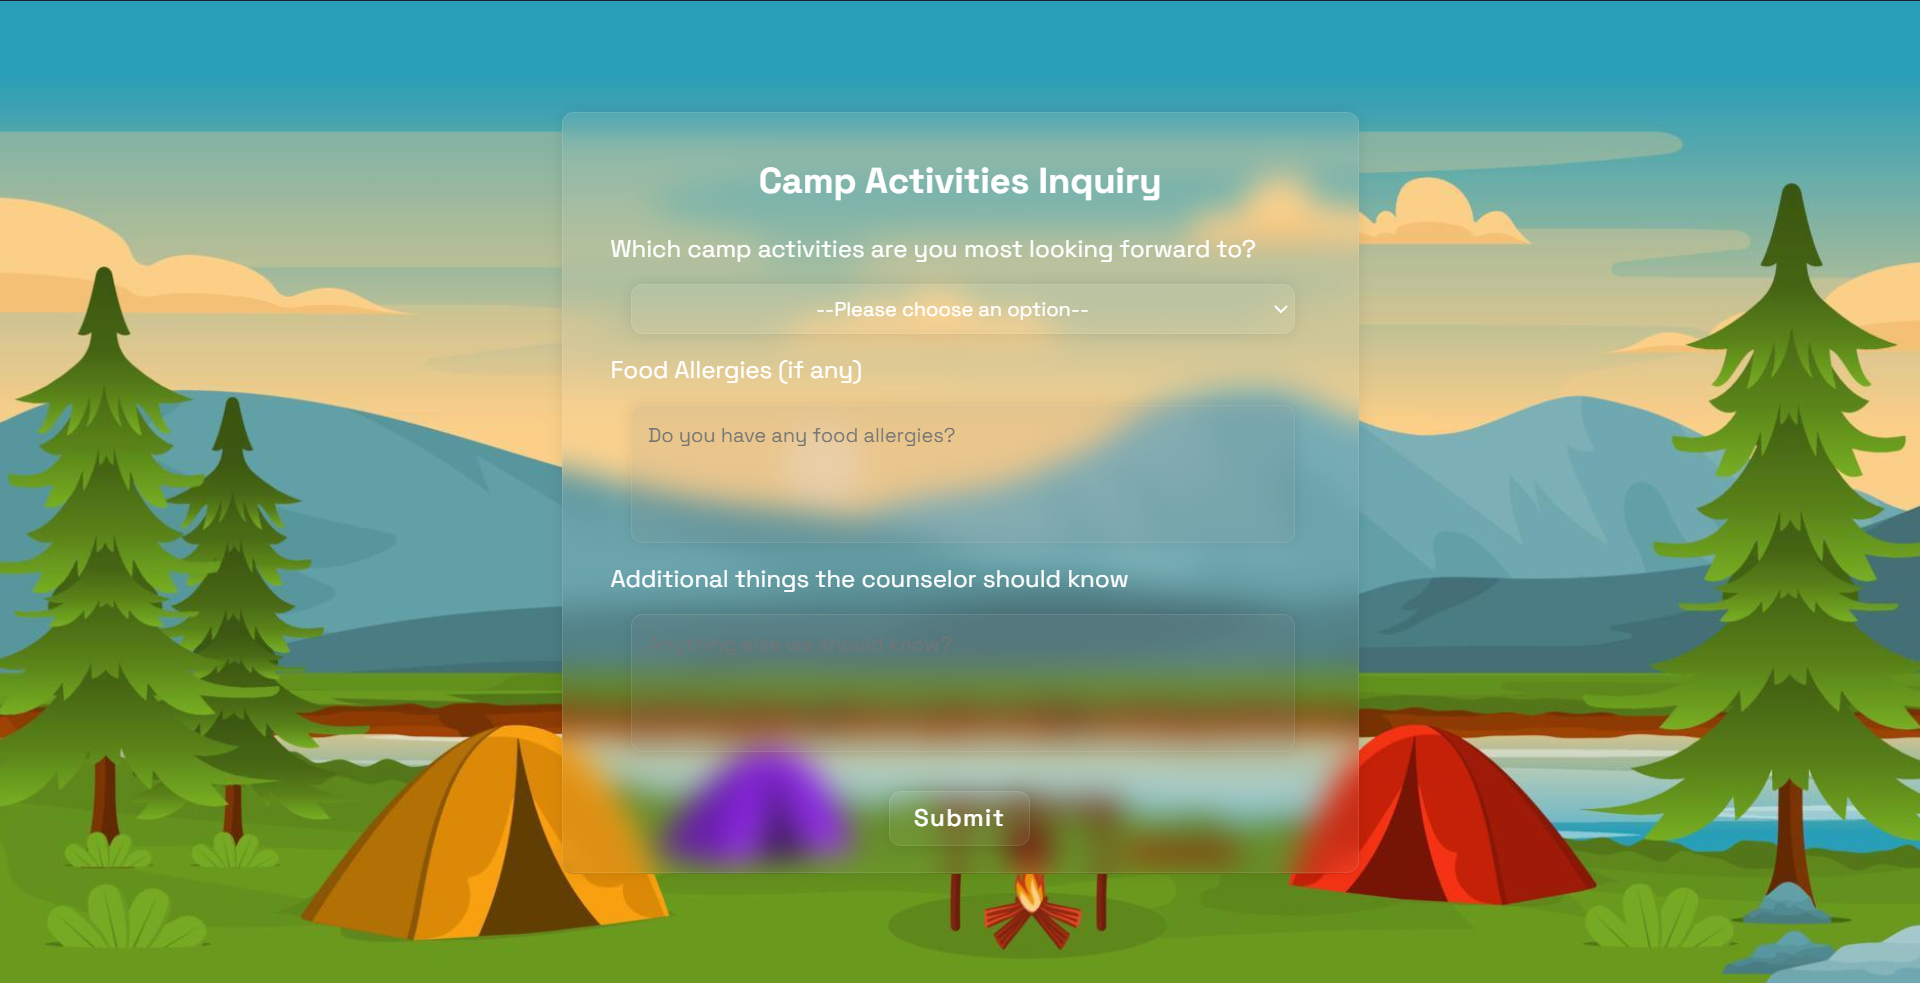 Camp Activities Inquiry
Which camp activities are you most looking forward to?
--Please choose an option--
Food Allergies (if any)
Do you have any food allergies?
Additional things the counselor should know
Anything else we should know?
Submit